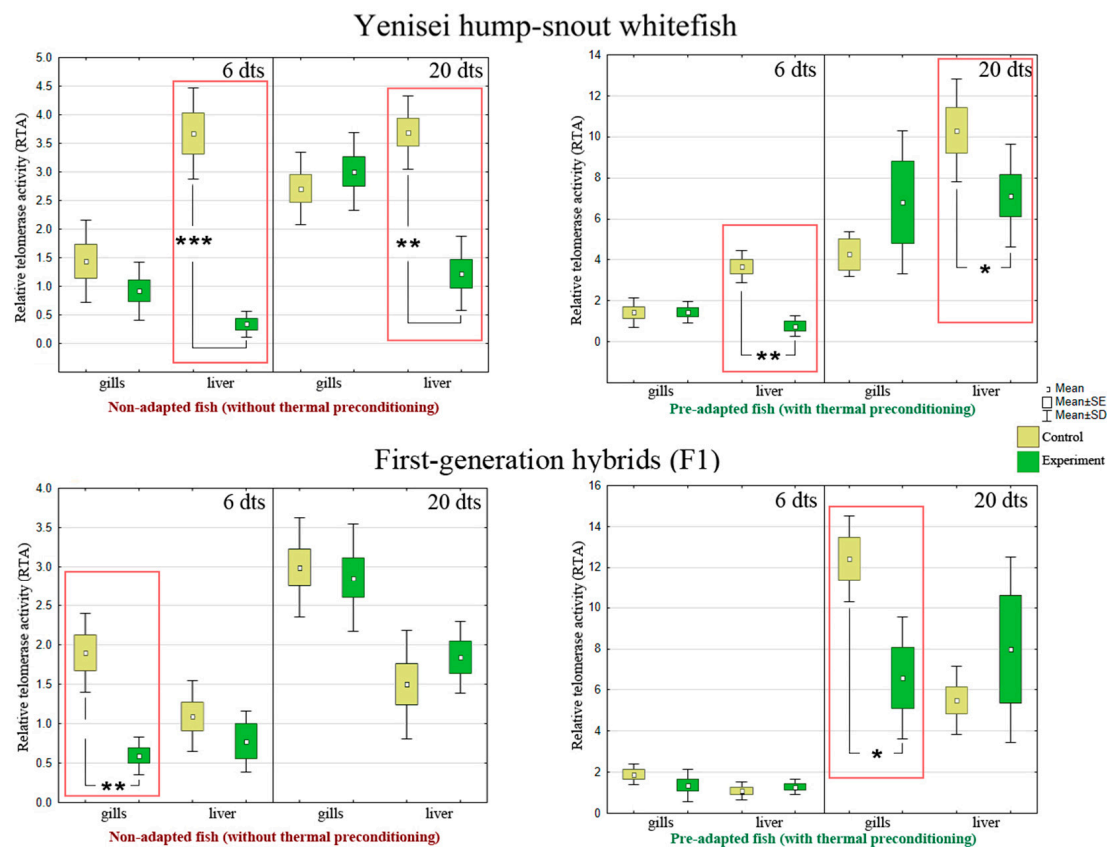 Yenisei hump-snout whitefish
Relative telomerase activity (RTA)
5.0
4.5
4.0
3.5
3.0
2.5
2.0
1.5
1.0
0.5
0.0
6 dts
20 dts
***
**
gills
liver
gills
liver
Non-adapted fish (without thermal preconditioning)
Relative telomerase activity (RTA)
14
12
10
8
6
4
2
0
6 dts
20 dts
**
*
gills
liver
gills
liver
Pre-adapted fish (with thermal preconditioning)
Mean
Mean±SE
Mean±SD
Control
Experiment
First-generation hybrids (F1)
Relative telomerase activity (RTA)
4.0
3.5
3.0
2.5
2.0
1.5
1.0
0.5
0.0
6 dts
20 dts
**
gills
liver
gills
liver
Non-adapted fish (without thermal preconditioning)
Relative telomerase activity (RTA)
16
14
12
10
8
6
4
2
0
6 dts
20 dts
*
gills
liver
gills
liver
Pre-adapted fish (with thermal preconditioning)